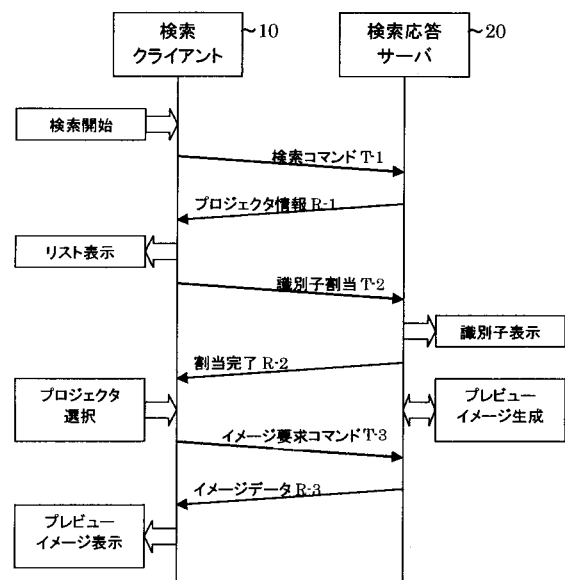 検索
クライアント
~10
検索応答
サーバ
~20
検索開始
検索コマンド T-1
プロジェクタ情報 R-1
リスト表示
識別子割当 T-2
識別子表示
割当完了 R-2
プロジェクタ
選択
プレビュー
イメージ生成
イメージ要求コマンド T-3
イメージデータ R-3
プレビュー
イメージ表示